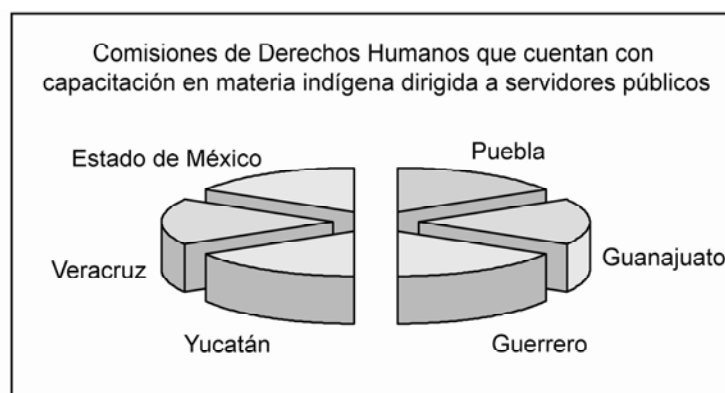 Comisiones de Derechos Humanos que cuentan con
capacitación en materia indígena dirigida a servidores públicos
Estado de México
Puebla
Veracruz
Guanajuato
Yucatán
Guerrero